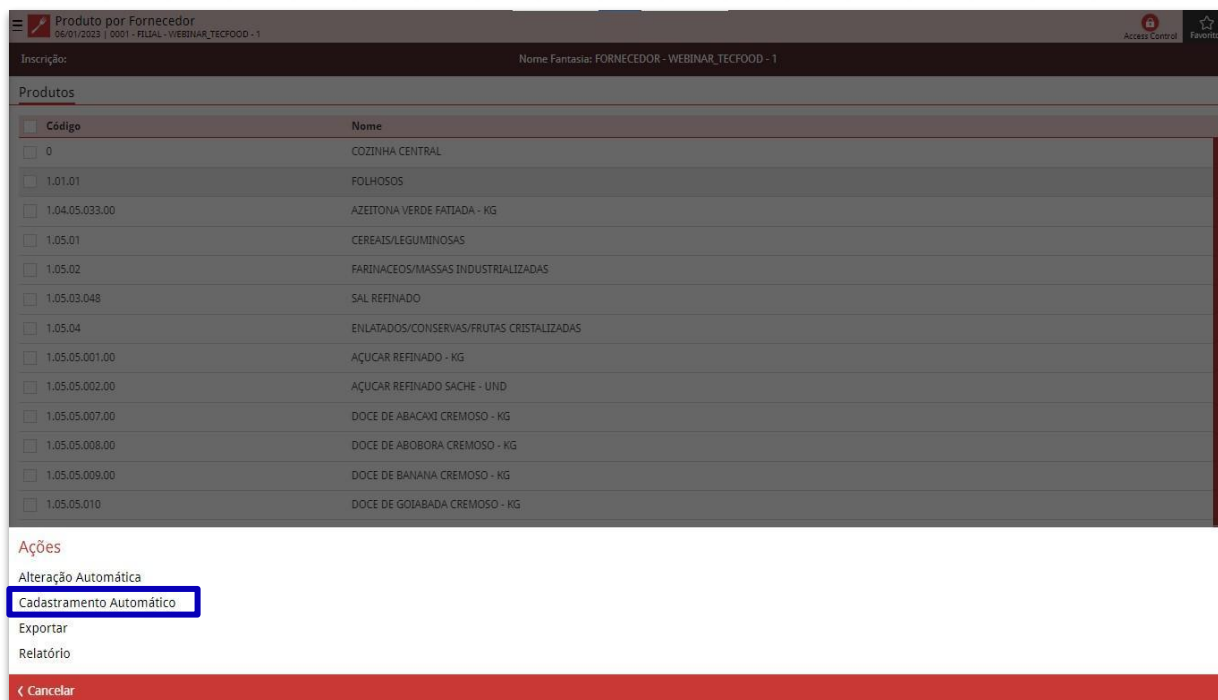 Produto por Fornecedor
06/01/2023 | 0001 - FILIAL - WEBINAR_TECFOOD - 1
Access Control
Favorito
Inscrição: Nome Fantasia: FORNECEDOR - WEBINAR_TECFOOD - 1
Produtos
Código Nome
0 COZINHA CENTRAL
1.01.01 FOLHOSOS
1.04.05.033.00 AZEITONA VERDE FATIADA - KG
1.05.01 CEREAIS/LEGUMINOSAS
1.05.02 FARINACEOS/MASSAS INDUSTRIALIZADAS
1.05.03.048 SAL REFINADO
1.05.04 ENLATADOS/CONSERVAS/FRUTAS CRISTALIZADAS
1.05.05.001.00 AÇUCAR REFINADO - KG
1.05.05.002.00 AÇUCAR REFINADO SACHE - UND
1.05.05.007.00 DOCE DE ABACAXI CREMOSO - KG
1.05.05.008.00 DOCE DE ABOBORA CREMOSO - KG
1.05.05.009.00 DOCE DE BANANA CREMOSO - KG
1.05.05.010 DOCE DE GOIABADA CREMOSO - KG
Ações
Alteração Automática
Cadastramento Automático
Exportar
Relatório
Cancelar